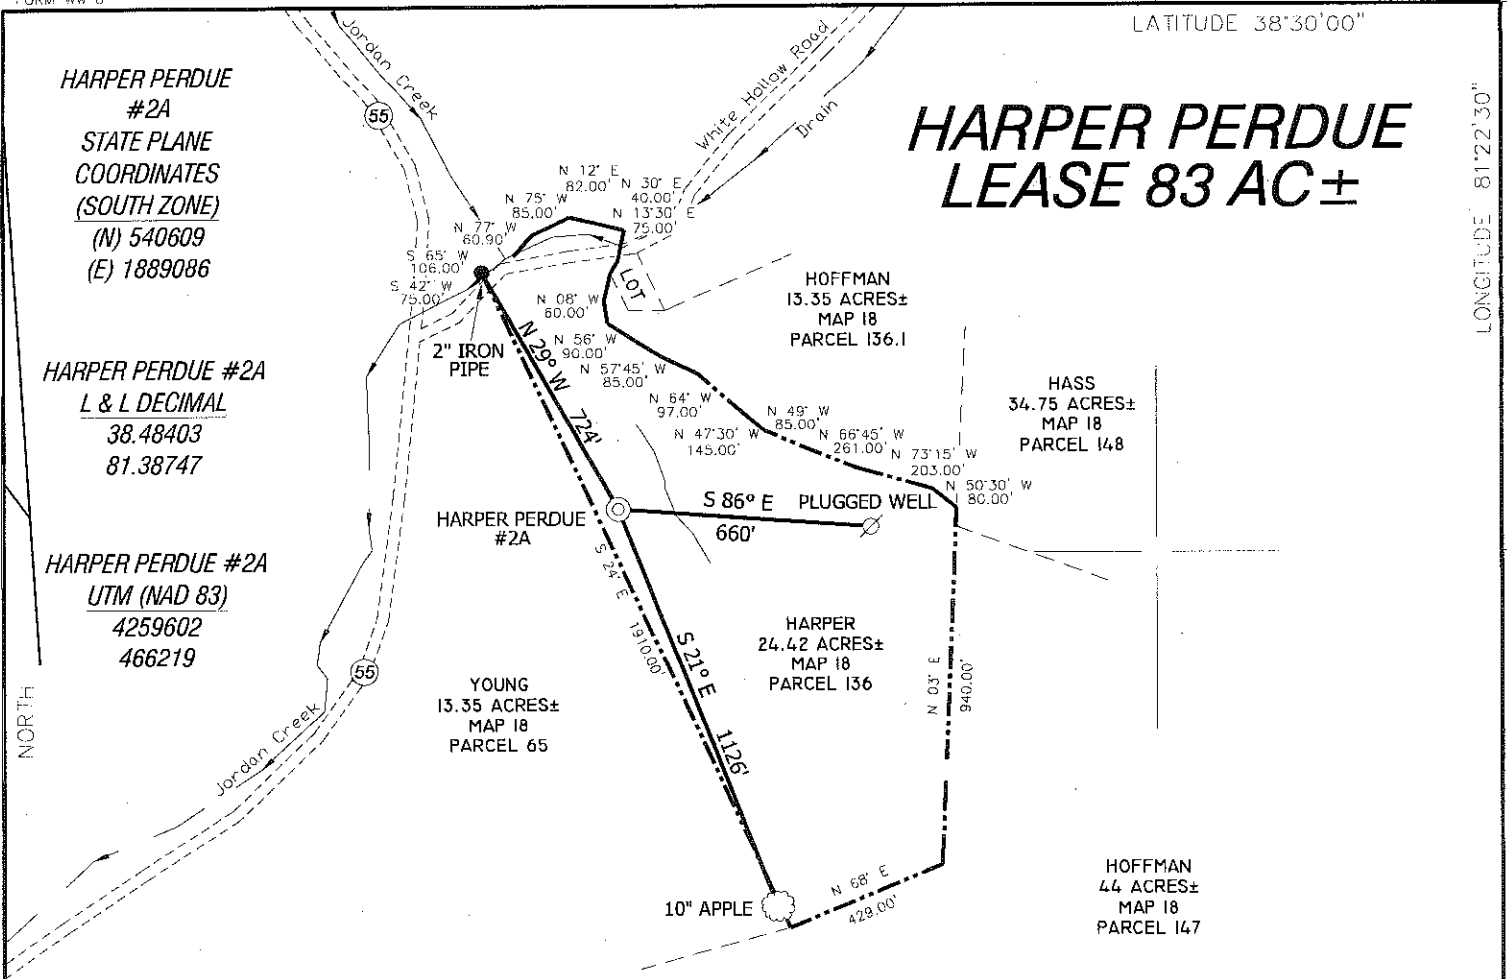 FORM WW-6
LATITUDE 38°30'00"
LONGITUDE 81°22'30"
HARPER PERDUE
LEASE 83 AC±
HARPER PERDUE
#2A
STATE PLANE
COORDINATES
(SOUTH ZONE)
(N) 540609
(E) 1889086
HARPER PERDUE #2A
L & L DECIMAL
38.48403
81.38747
HARPER PERDUE #2A
UTM (NAD 83)
4259602
466219
NORTH
Jordan Creek
55
White Hollow Road
Drain
N 12° E
82.00'
N 30° E
40.00'
N 75° W
85.00'
N 13°30' E
75.00'
N 77° W
60.90'
S 65° W
106.00'
S 42° W
75.00'
LOT
2" IRON
PIPE
N 08° W
60.00'
N 56° W
90.00'
N 57°45' W
85.00'
N 64° W
97.00'
N 47°30' W
145.00'
N 49° W
85.00'
N 66°45' W
261.00'
N 73°15' W
203.00'
N 50°30' W
80.00'
HOFFMAN
13.35 ACRES±
MAP 18
PARCEL 136.1
HASS
34.75 ACRES±
MAP 18
PARCEL 148
N 29° W 724'
HARPER PERDUE
#2A
S 86° E
660'
PLUGGED WELL
S 24° E 1910.00'
S 21° E 1126'
HARPER
24.42 ACRES±
MAP 18
PARCEL 136
N 03° E
940.00'
YOUNG
13.35 ACRES±
MAP 18
PARCEL 65
55
Jordan Creek
10" APPLE
N 68° E
429.00'
HOFFMAN
44 ACRES±
MAP 18
PARCEL 147